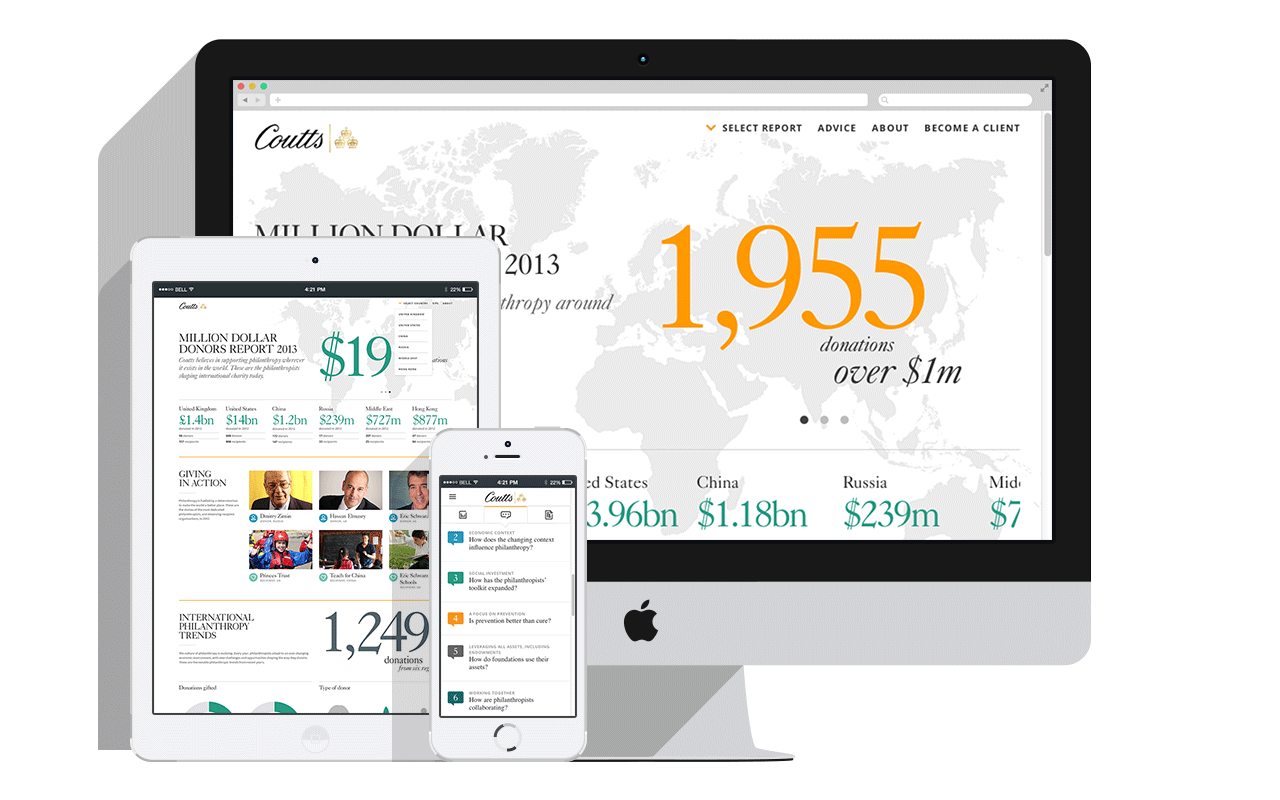 Coutts
SELECT REPORT ADVICE ABOUT BECOME A CLIENT
MILLION DOLLAR
2013
thropy around
1,955
donations
over $1m
ed States China Russia Midd
3.96bn $1.18bn $239m $7
BELL 4:21 PM 22%
Coutts
SELECT COUNTRY ABOUT
UNITED KINGDOM
UNITED STATES
CHINA
RUSSIA
MIDDLE EAST
HONG KONG
MILLION DOLLAR
DONORS REPORT 2013
Coutts believes in supporting philanthropy wherever
it exists in the world. These are the philanthropists
shaping international charity today.
$19
United Kingdom United States China Russia Middle East Hong Kong
£1.4bn $14bn $1.2bn $239m $727m $877m
GIVING
IN ACTION
Dmitry Zimin
Hassan Elmasry
Eric Schwar
Princes Trust
Teach for China
Eric Schwar
Schools
INTERNATIONAL
PHILANTHROPY
TRENDS
1,249
donations
from six reg
Donations gifted Type of donor
BELL 4:21 PM 22%
Coutts
2
ECONOMIC CONTEXT
How does the changing context
influence philanthropy?
3
SOCIAL INVESTMENT
How has the philanthropists'
toolkit expanded?
4
A FOCUS ON PREVENTION
Is prevention better than cure?
5
LEVERAGING ALL ASSETS, INCLUDING
ENDOWMENTS
How do foundations use their
assets?
6
WORKING TOGETHER
How are philanthropists
collaborating?